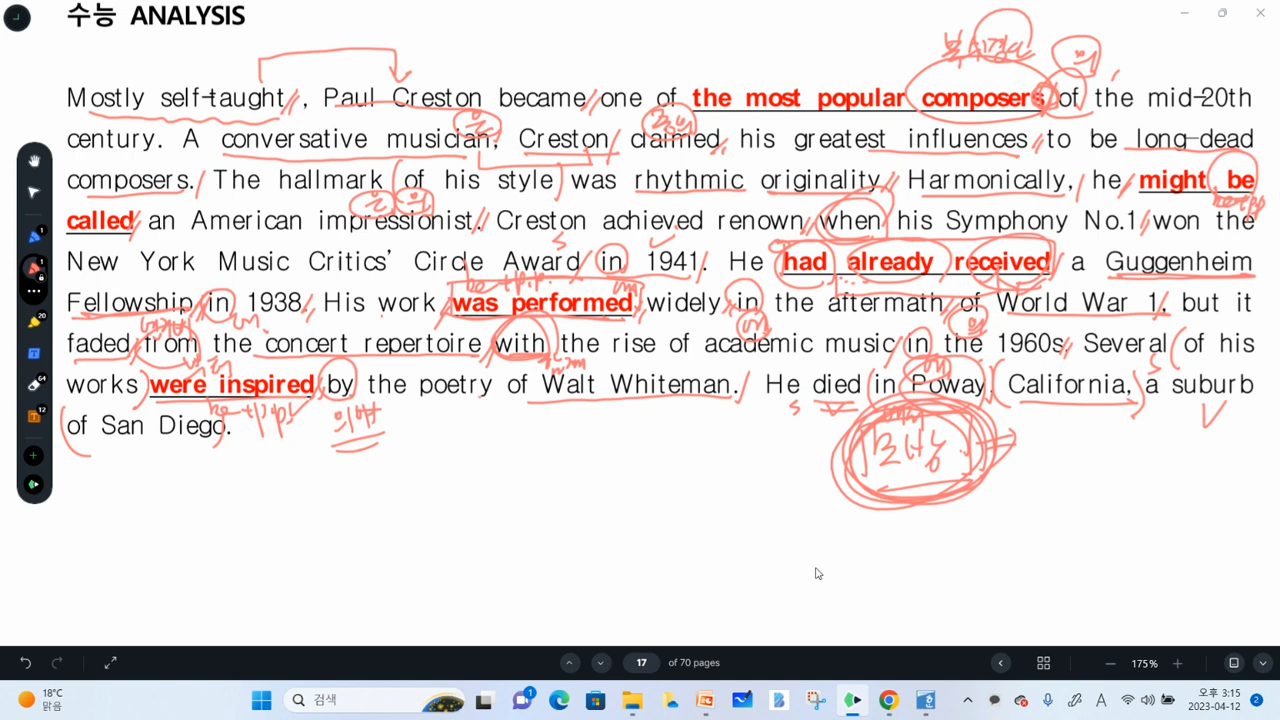 수능 ANALYSIS
Mostly self-taught, Paul Creston became one of the most popular composers of the mid-20th
century. A conversative musician, Creston claimed his greatest influences to be long-dead
composers. The hallmark of his style was rhythmic originality. Harmonically, he might be
called an American impressionist. Creston achieved renown when his Symphony No.1 won the
New York Music Critics' Circle Award in 1941. He had already received a Guggenheim
Fellowship in 1938. His work was performed widely in the aftermath of World War 1, but it
faded from the concert repertoire with the rise of academic music in the 1960s. Several of his
works were inspired by the poetry of Walt Whiteman. He died in Poway, California, a suburb
of San Diego.
17 of 70 pages
175%
18°C
맑음
검색
오후 3:15
2023-04-12